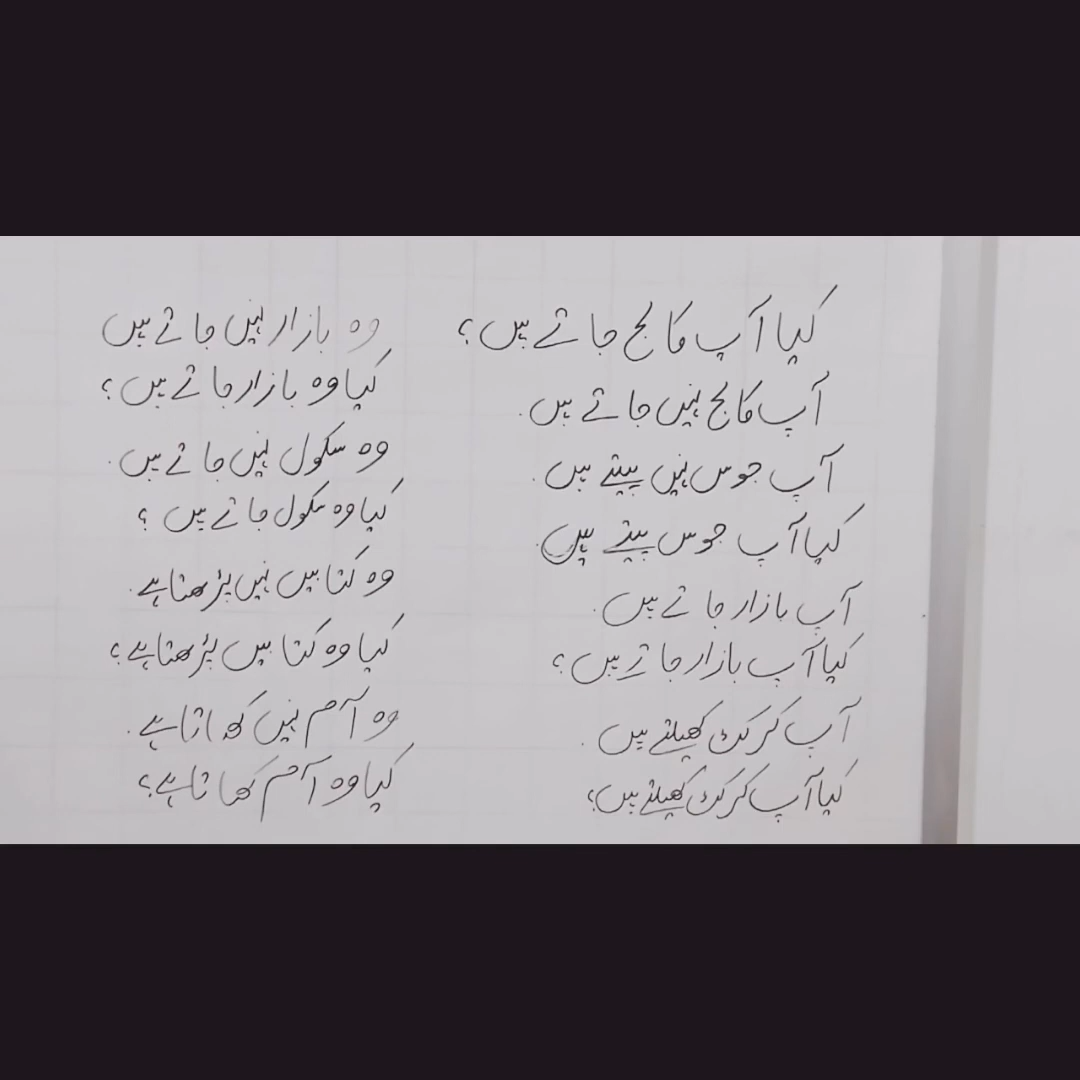 کیا آپ کالج جاتے ہیں؟
آپ کالج نہیں جاتے ہیں.
آپ جوس نہیں پیتے ہیں.
کیا آپ جوس پیتے ہیں.
آپ بازار جاتے ہیں.
کیا آپ بازار جاتے ہیں؟
آپ کرکٹ کھیلتے ہیں.
کیا آپ کرکٹ کھیلتے ہیں؟
وہ بازار نہیں جاتے ہیں
کیا وہ بازار جاتے ہیں؟
وہ سکول نہیں جاتے ہیں.
کیا وہ سکول جاتے ہیں؟
وہ کتابیں نہیں پڑھتا ہے.
کیا وہ کتابیں پڑھتا ہے؟
وہ آم نہیں کھاتا ہے.
کیا وہ آم کھاتا ہے؟